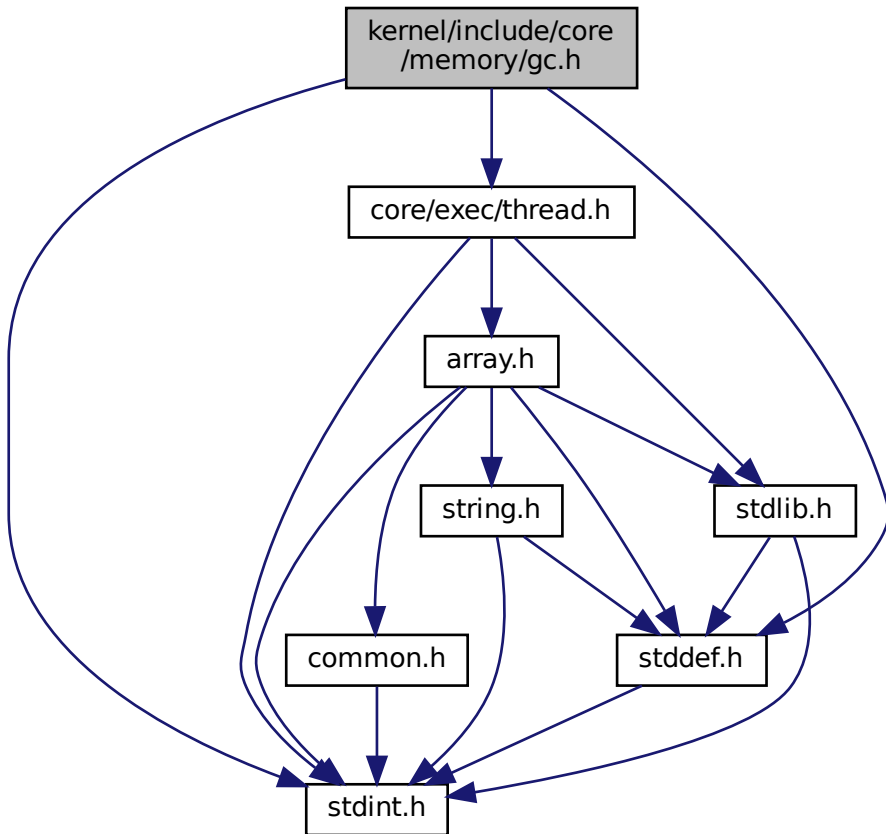 kernel/include/core
/memory/gc.h
core/exec/thread.h
array.h
string.h
stdlib.h
common.h
stddef.h
stdint.h